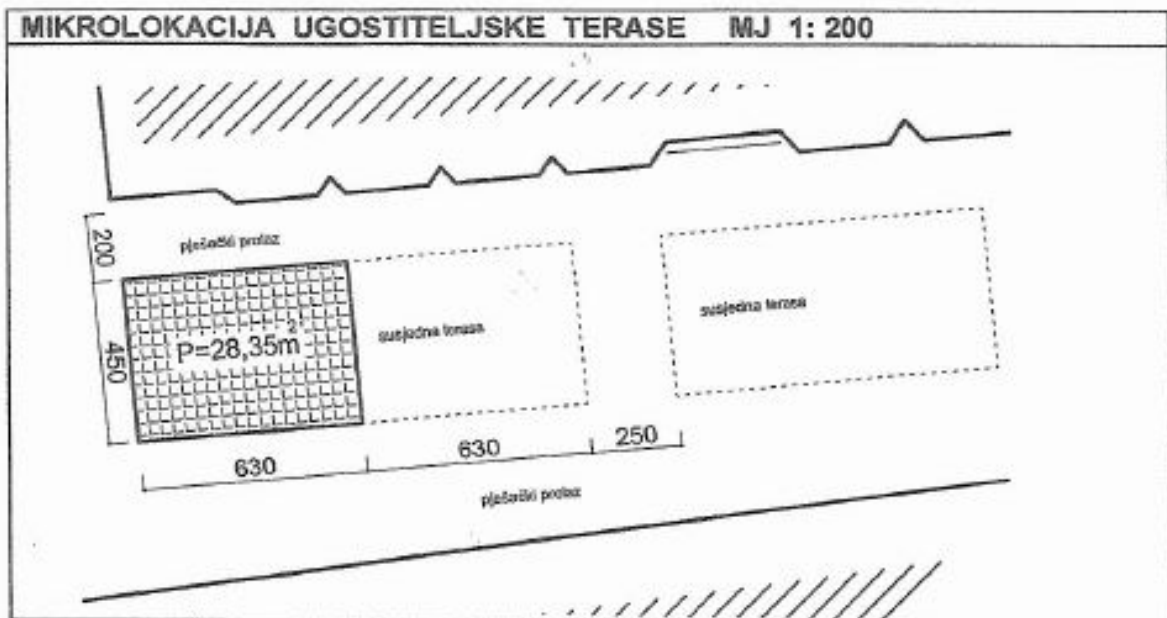 MIKROLOKACIJA UGOSTITELJSKE TERASE MJ 1: 200
200
pješački prolaz
450
P=28,35m²
susjedna terasa
susjedna terasa
630
630
250
pješački prolaz